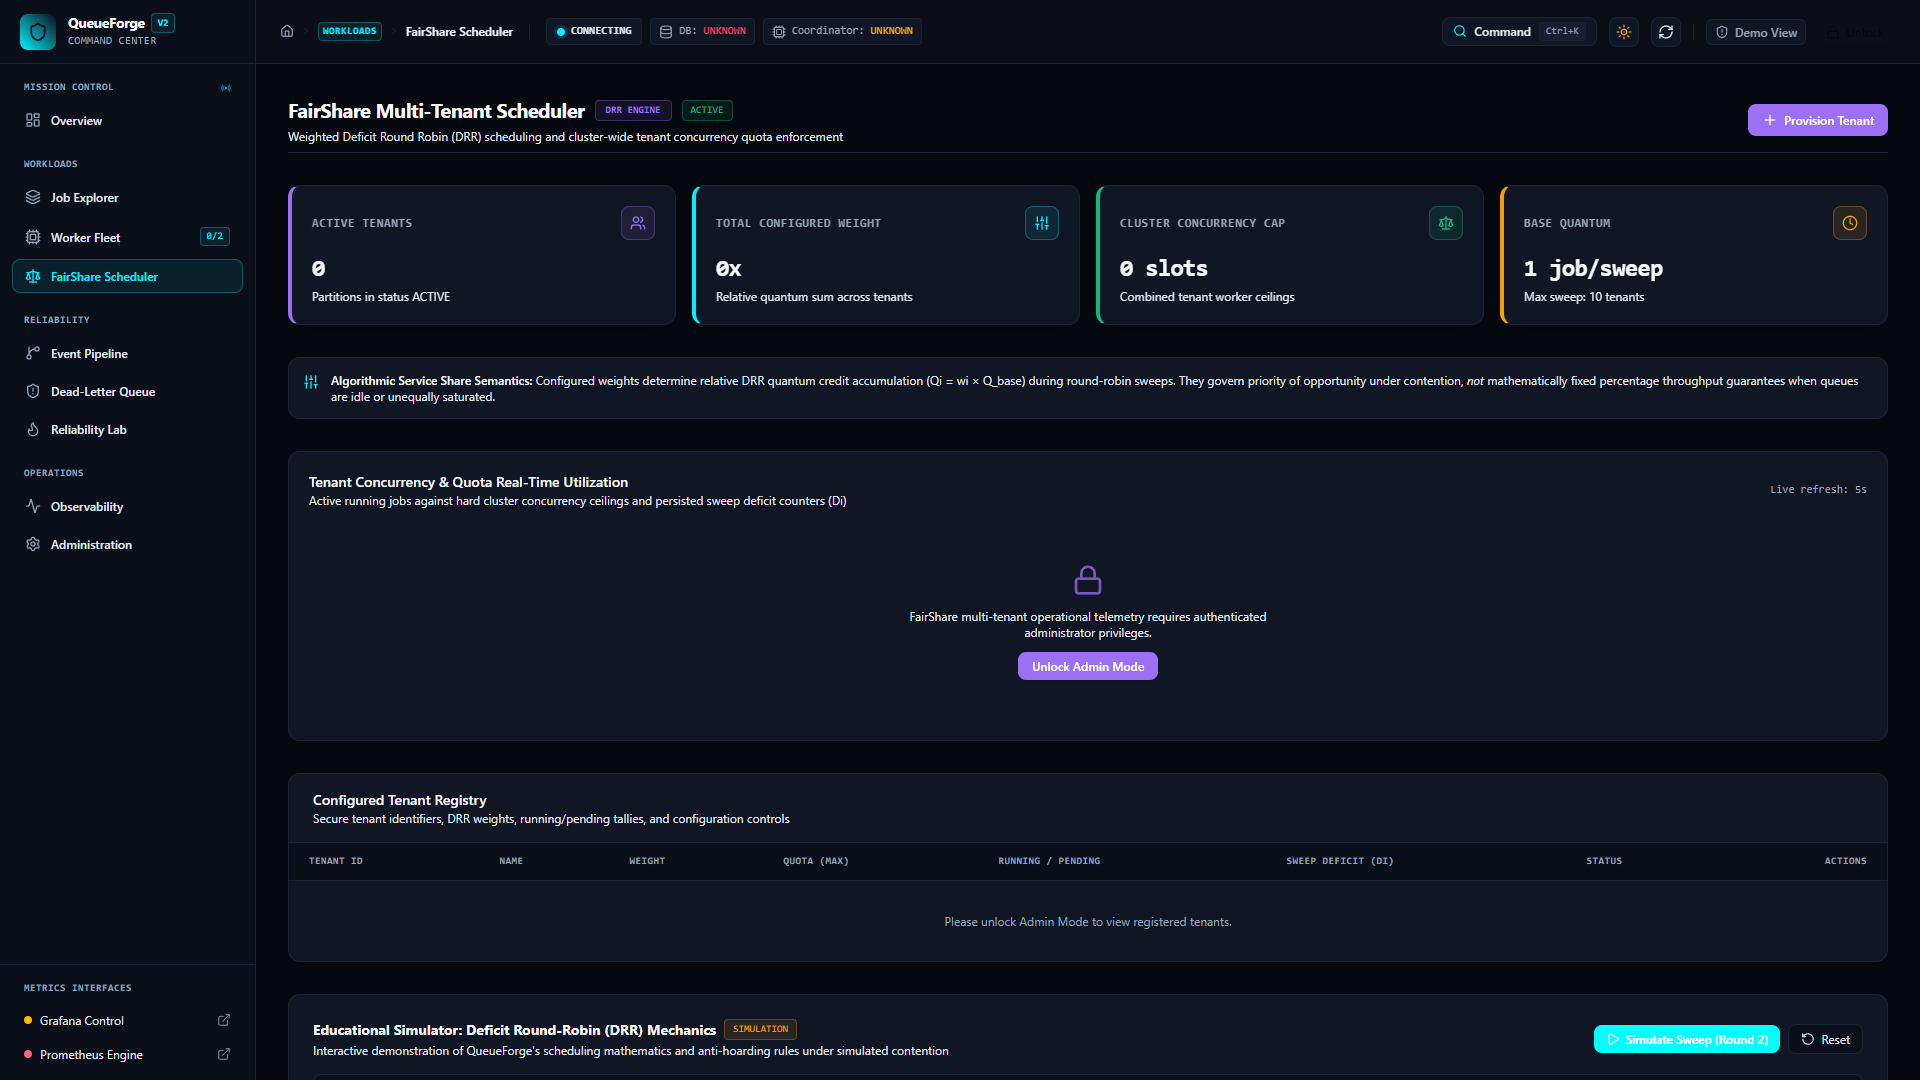 QueueForge V2
COMMAND CENTER
MISSION CONTROL
Overview
WORKLOADS
Job Explorer
Worker Fleet 0/2
FairShare Scheduler
RELIABILITY
Event Pipeline
Dead-Letter Queue
Reliability Lab
OPERATIONS
Observability
Administration
METRICS INTERFACES
Grafana Control
Prometheus Engine
WORKLOADS FairShare Scheduler CONNECTING DB: UNKNOWN Coordinator: UNKNOWN Command Ctrl+K Demo View
FairShare Multi-Tenant Scheduler DRR ENGINE ACTIVE
Weighted Deficit Round Robin (DRR) scheduling and cluster-wide tenant concurrency quota enforcement
Provision Tenant
ACTIVE TENANTS
0
Partitions in status ACTIVE
TOTAL CONFIGURED WEIGHT
0x
Relative quantum sum across tenants
CLUSTER CONCURRENCY CAP
0 slots
Combined tenant worker ceilings
BASE QUANTUM
1 job/sweep
Max sweep: 10 tenants
Algorithmic Service Share Semantics: Configured weights determine relative DRR quantum credit accumulation (Qi = wi × Q_base) during round-robin sweeps. They govern priority of opportunity under contention, not mathematically fixed percentage throughput guarantees when queues
are idle or unequally saturated.
Tenant Concurrency & Quota Real-Time Utilization
Active running jobs against hard cluster concurrency ceilings and persisted sweep deficit counters (Di)
Live refresh: 5s
FairShare multi-tenant operational telemetry requires authenticated
administrator privileges.
Unlock Admin Mode
Configured Tenant Registry
Secure tenant identifiers, DRR weights, running/pending tallies, and configuration controls
TENANT ID NAME WEIGHT QUOTA (MAX) RUNNING / PENDING SWEEP DEFICIT (DI) STATUS ACTIONS
Please unlock Admin Mode to view registered tenants.
Educational Simulator: Deficit Round-Robin (DRR) Mechanics SIMULATION
Interactive demonstration of QueueForge's scheduling mathematics and anti-hoarding rules under simulated contention
Simulate Sweep (Round 2) Reset